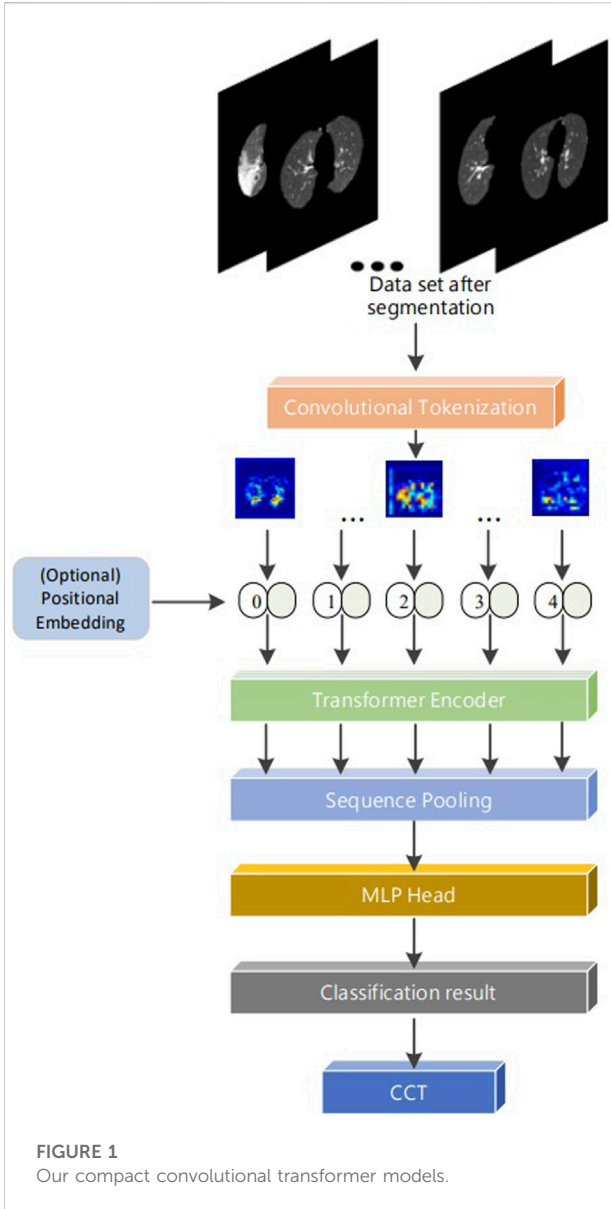 Data set after
segmentation
Convolutional Tokenization
... ...
(Optional)
Positional
Embedding
0 1 2 3 4
Transformer Encoder
Sequence Pooling
MLP Head
Classification result
CCT
FIGURE 1
Our compact convolutional transformer models.